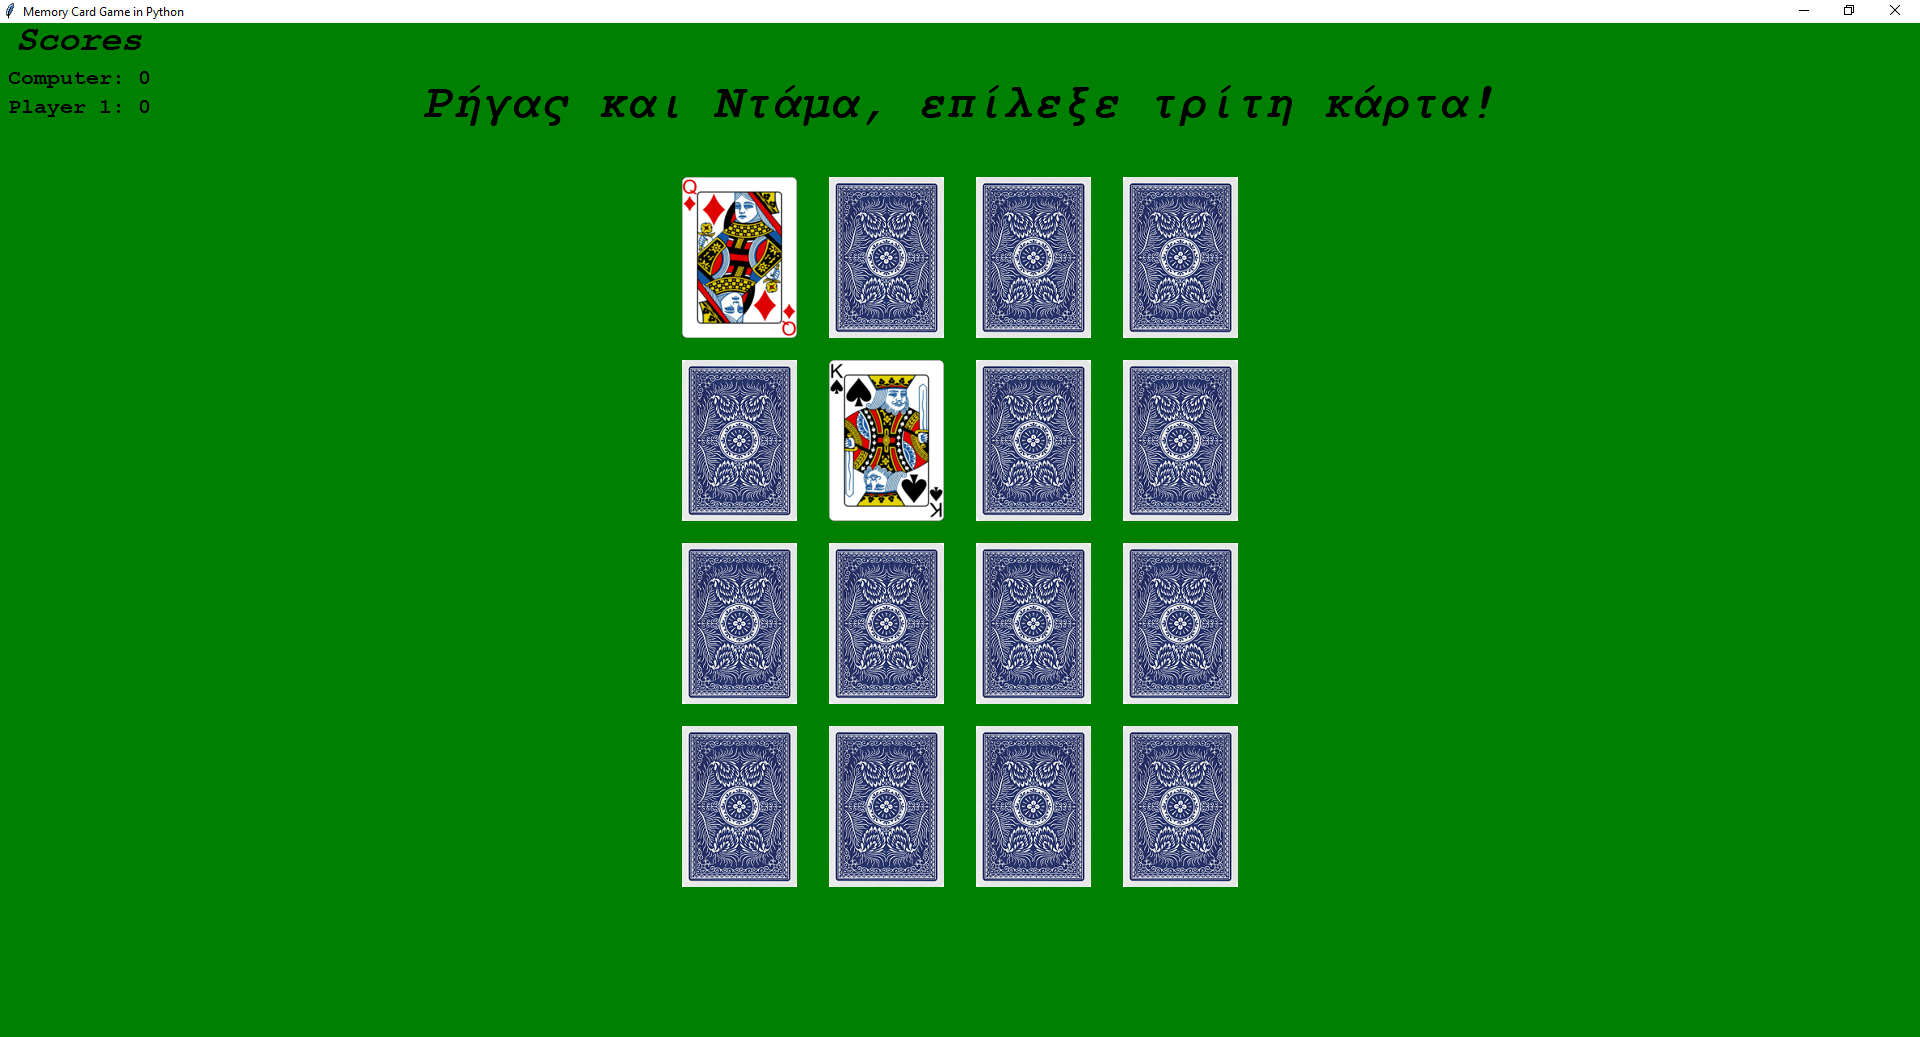 Memory Card Game in Python
Scores
Computer: 0
Player 1: 0
Ρήγας και Ντάμα, επίλεξε τρίτη κάρτα!
Q
Q
K
K